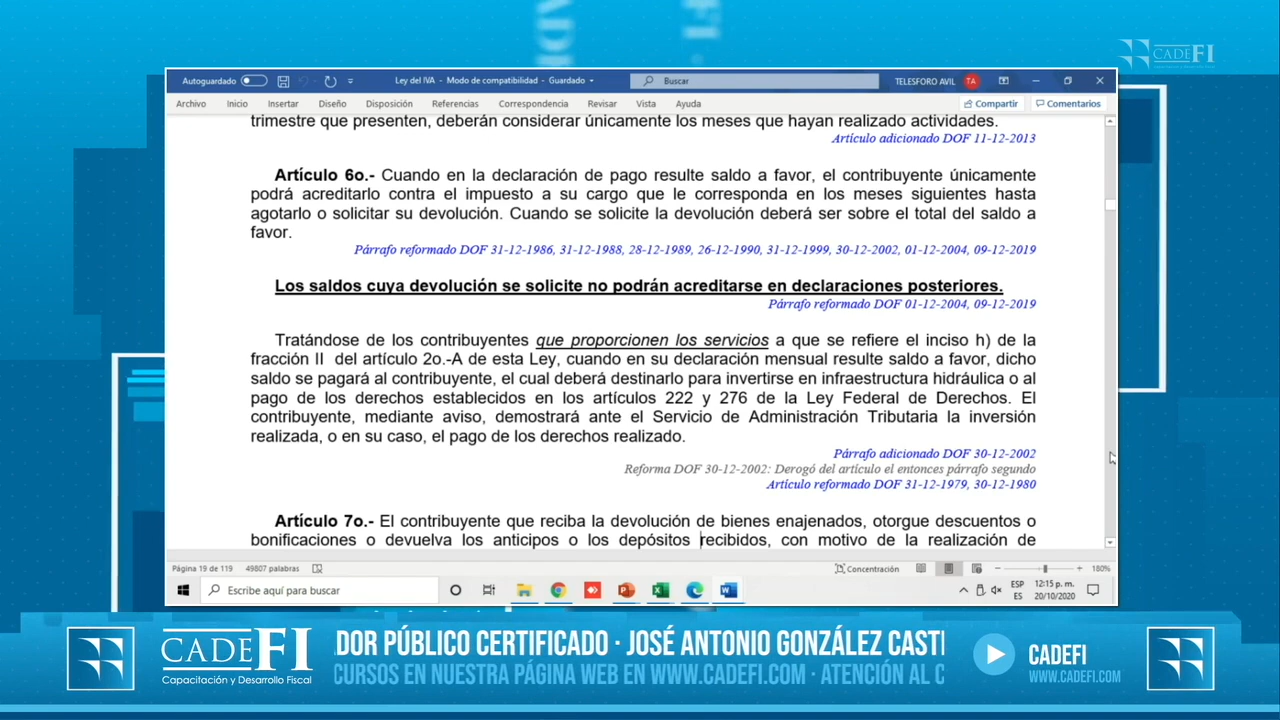 CADEFI
Autoguardado
Ley del IVA - Modo de compatibilidad - Guardado
Buscar
TELESFORO AVIL
TA
Archivo Inicio Insertar Diseño Disposición Referencias Correspondencia Revisar Vista Ayuda Compartir Comentarios
trimestre que presenten, deberán considerar únicamente los meses que hayan realizado actividades.
Artículo adicionado DOF 11-12-2013
Artículo 6o.- Cuando en la declaración de pago resulte saldo a favor, el contribuyente únicamente
podrá acreditarlo contra el impuesto a su cargo que le corresponda en los meses siguientes hasta
agotarlo o solicitar su devolución. Cuando se solicite la devolución deberá ser sobre el total del saldo a
favor.
Párrafo reformado DOF 31-12-1986, 31-12-1988, 28-12-1989, 26-12-1990, 31-12-1999, 30-12-2002, 01-12-2004, 09-12-2019
Los saldos cuya devolución se solicite no podrán acreditarse en declaraciones posteriores.
Párrafo reformado DOF 01-12-2004, 09-12-2019
Tratándose de los contribuyentes que proporcionen los servicios a que se refiere el inciso h) de la
fracción II del artículo 2o.-A de esta Ley, cuando en su declaración mensual resulte saldo a favor, dicho
saldo se pagará al contribuyente, el cual deberá destinarlo para invertirse en infraestructura hidráulica o al
pago de los derechos establecidos en los artículos 222 y 276 de la Ley Federal de Derechos. El
contribuyente, mediante aviso, demostrará ante el Servicio de Administración Tributaria la inversión
realizada, o en su caso, el pago de los derechos realizado.
Párrafo adicionado DOF 30-12-2002
Reforma DOF 30-12-2002: Derogó del artículo el entonces párrafo segundo
Artículo reformado DOF 31-12-1979, 30-12-1980
Artículo 7o.- El contribuyente que reciba la devolución de bienes enajenados, otorgue descuentos o
bonificaciones o devuelva los anticipos o los depósitos recibidos, con motivo de la realización de
Página 19 de 119 49807 palabras Concentración 180%
Escribe aquí para buscar
ESP
ES
12:15 p. m.
20/10/2020
CADEFI
Capacitación y Desarrollo Fiscal
DOR PÚBLICO CERTIFICADO · JOSÉ ANTONIO GONZÁLEZ CASTI
CURSOS EN NUESTRA PÁGINA WEB EN WWW.CADEFI.COM · ATENCIÓN AL C
CADEFI
WWW.CADEFI.COM